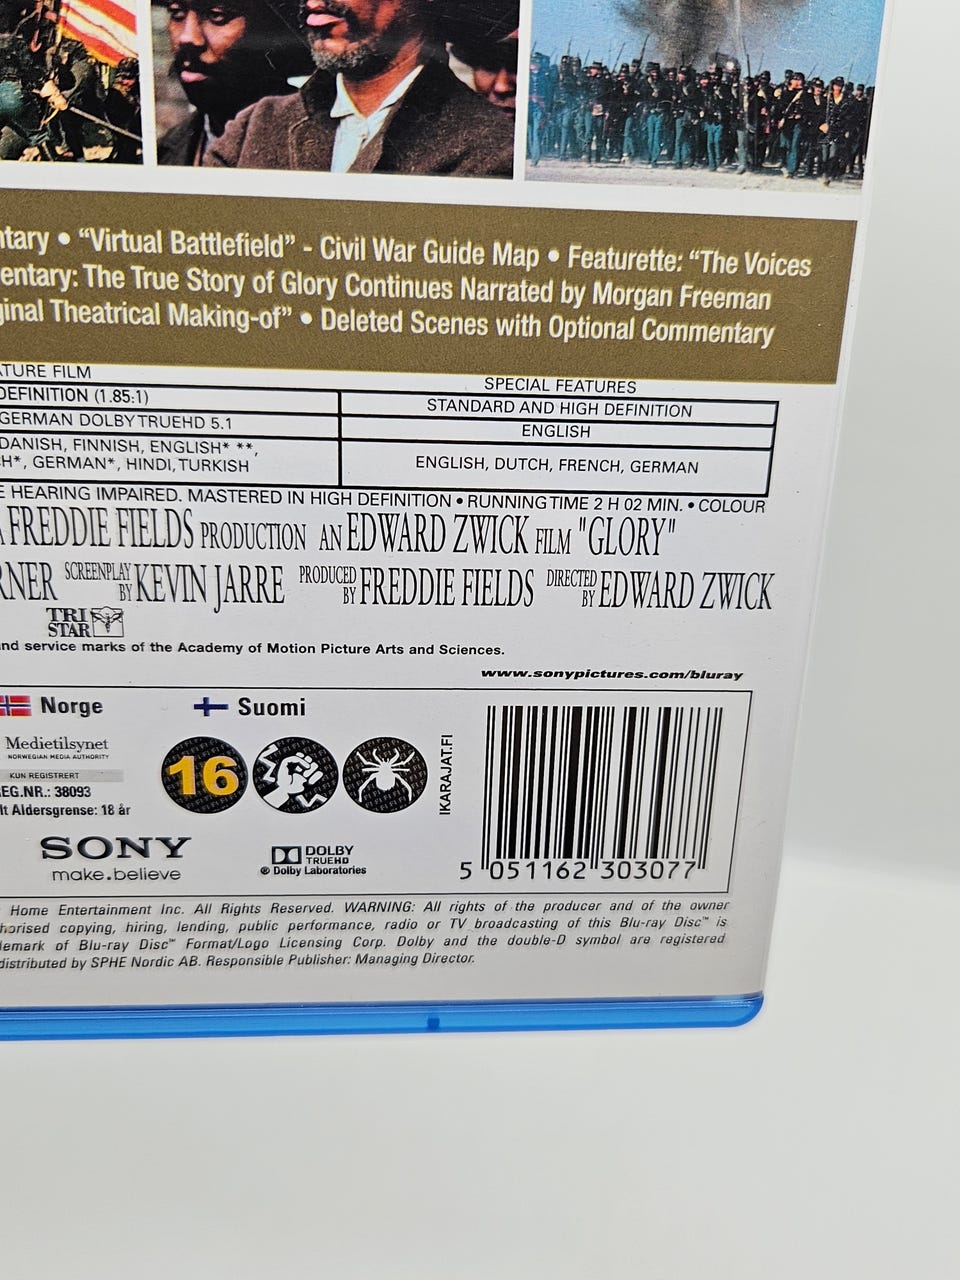 ntary • "Virtual Battlefield" - Civil War Guide Map • Featurette: "The Voices
entary: The True Story of Glory Continues Narrated by Morgan Freeman
ginal Theatrical Making-of" • Deleted Scenes with Optional Commentary
TURE FILM
SPECIAL FEATURES
DEFINITION (1.85:1)
STANDARD AND HIGH DEFINITION
GERMAN DOLBY TRUEHD 5.1
ENGLISH
DANISH, FINNISH, ENGLISH* **,
CH*, GERMAN*, HINDI, TURKISH
ENGLISH, DUTCH, FRENCH, GERMAN
E HEARING IMPAIRED. MASTERED IN HIGH DEFINITION • RUNNING TIME 2 H 02 MIN. • COLOUR
A FREDDIE FIELDS PRODUCTION AN EDWARD ZWICK FILM "GLORY"
RNER SCREENPLAY BY KEVIN JARRE PRODUCED BY FREDDIE FIELDS DIRECTED BY EDWARD ZWICK
TRI
STAR
nd service marks of the Academy of Motion Picture Arts and Sciences.
www.sonypictures.com/bluray
Norge
Suomi
Medietilsynet
NORWEGIAN MEDIA AUTHORITY
KUN REGISTRERT
EG.NR.: 38093
lt Aldersgrense: 18 år
16
IKARAJAT.FI
SONY
make.believe
DOLBY
TRUEHD
® Dolby Laboratories
5 051162 303077
Home Entertainment Inc. All Rights Reserved. WARNING: All rights of the producer and of the owner
horised copying, hiring, lending, public performance, radio or TV broadcasting of this Blu-ray Disc™ is
demark of Blu-ray Disc™ Format/Logo Licensing Corp. Dolby and the double-D symbol are registered
distributed by SPHE Nordic AB. Responsible Publisher: Managing Director.